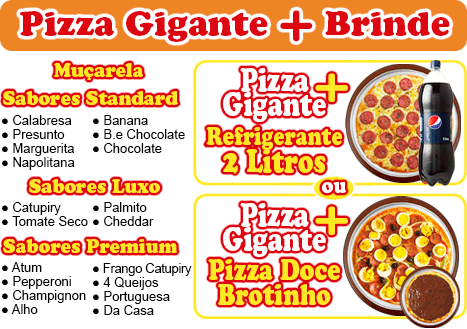 Pizza Gigante + Brinde
Muçarela
Sabores Standard
● Calabresa
● Presunto
● Marguerita
● Napolitana
● Banana
● B.e Chocolate
● Chocolate
Sabores Luxo
● Catupiry
● Tomate Seco
● Palmito
● Cheddar
Sabores Premium
● Atum
● Pepperoni
● Champignon
● Alho
● Frango Catupiry
● 4 Queijos
● Portuguesa
● Da Casa
Pizza +
Gigante
Refrigerante
2 Litros
pepsi
ou
Pizza +
Gigante
Pizza Doce
Brotinho